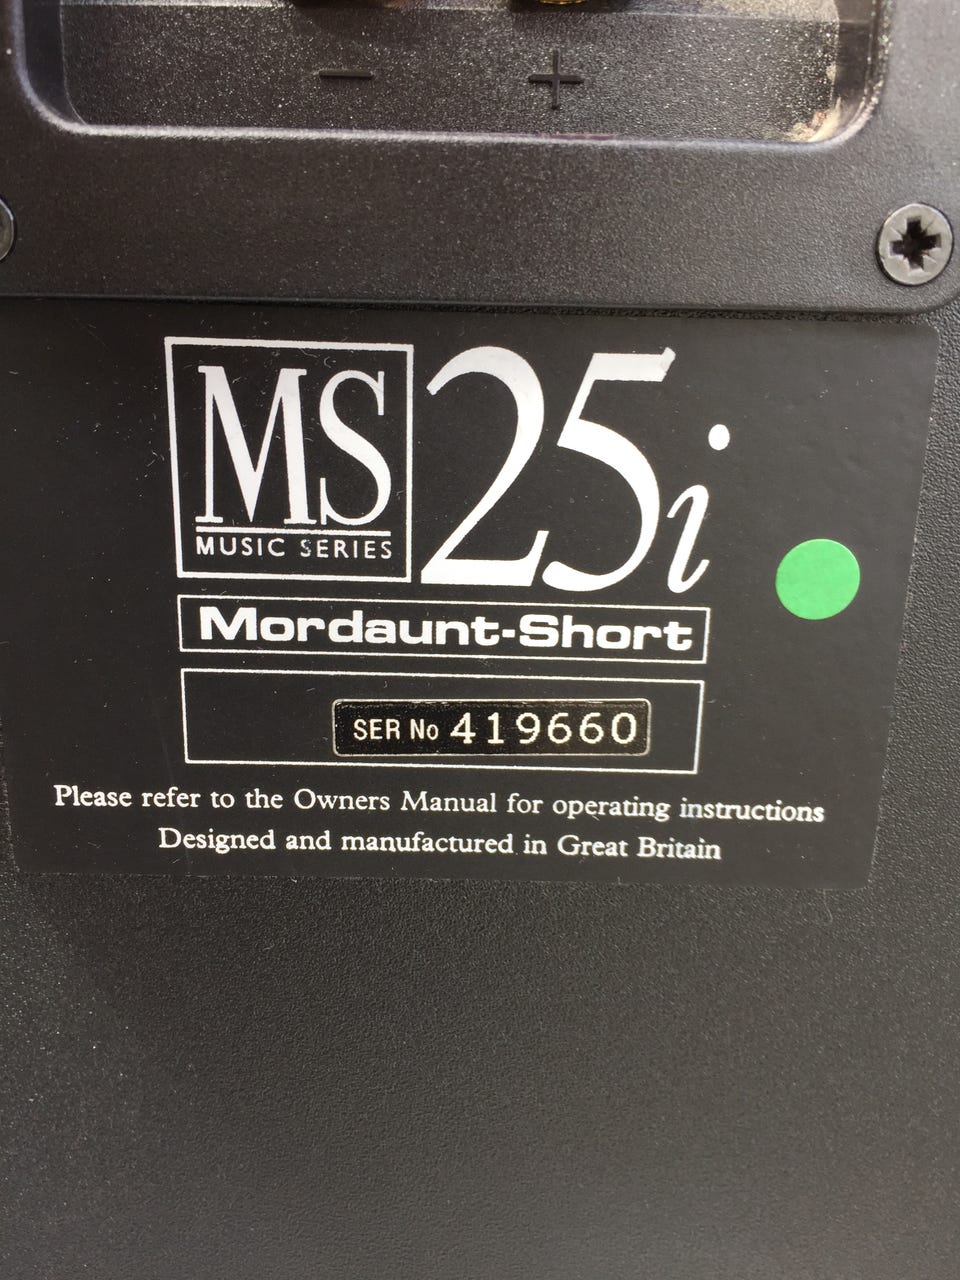 − +
MS 25i
MUSIC SERIES
Mordaunt-Short
SER No 419660
Please refer to the Owners Manual for operating instructions
Designed and manufactured in Great Britain